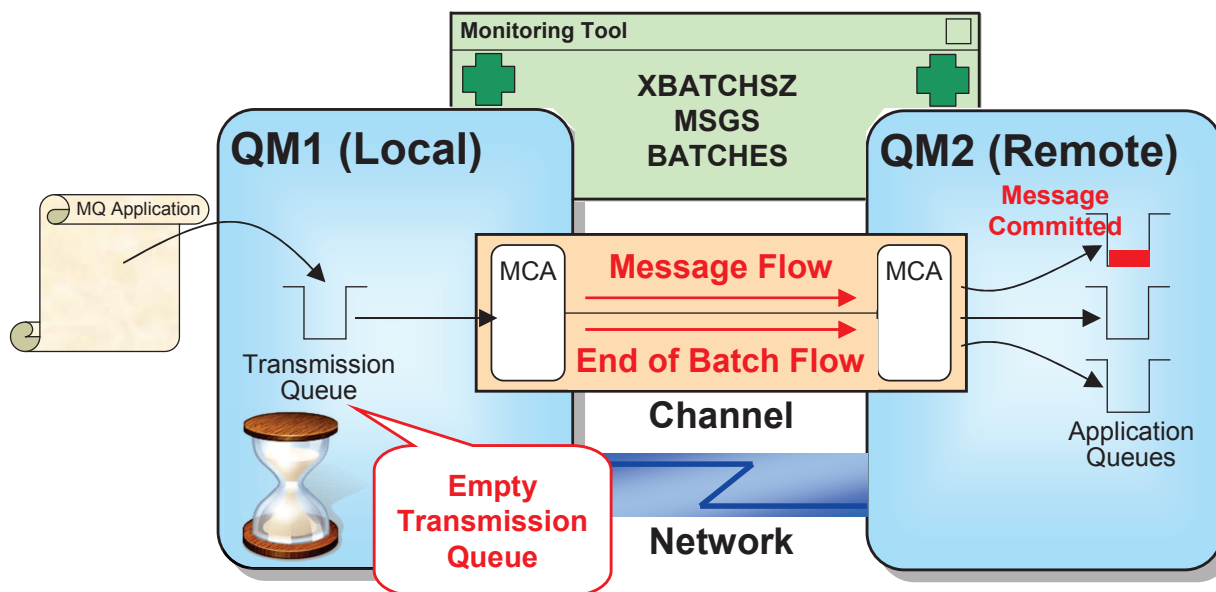 Monitoring Tool
XBATCHSZ
MSGS
BATCHES
QM1 (Local)
QM2 (Remote)
MQ Application
Message
Committed
MCA
Message Flow
MCA
End of Batch Flow
Transmission
Queue
Channel
Application
Queues
Empty
Transmission
Queue
Network